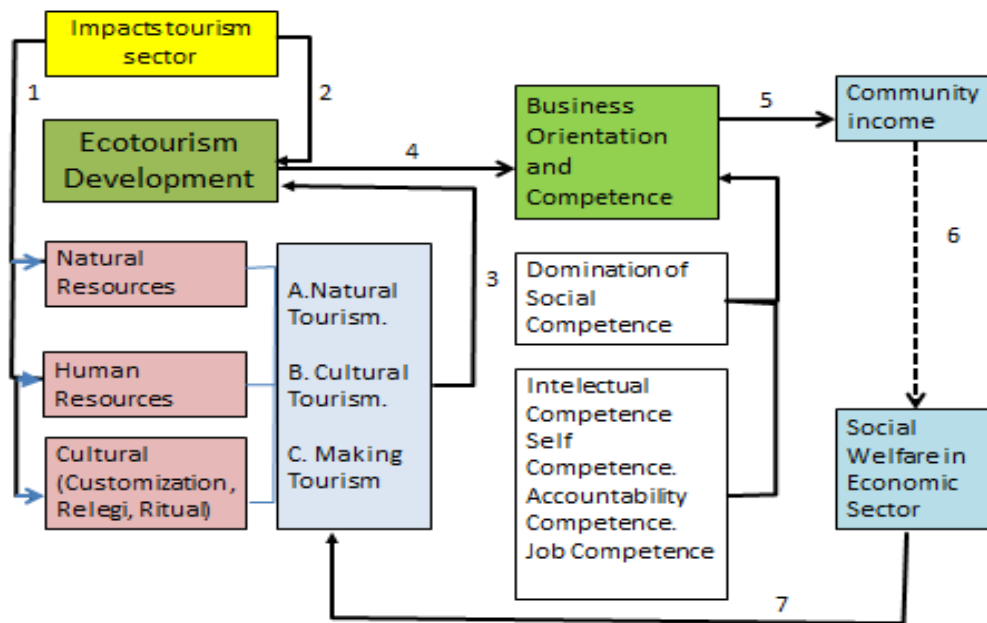 Impacts tourism
sector
1
2
Ecotourism
Development
4
Business
Orientation
and
Competence
5
Community
income
6
Natural
Resources
Human
Resources
Cultural
(Customization ,
Relegi, Ritual)
A.Natural
Tourism.
B. Cultural
Tourism.
C. Making
Tourism
3
Domination of
Social
Competence
Intelectual
Competence
Self
Competence.
Accountability
Competence.
Job Competence
Social
Welfare in
Economic
Sector
7